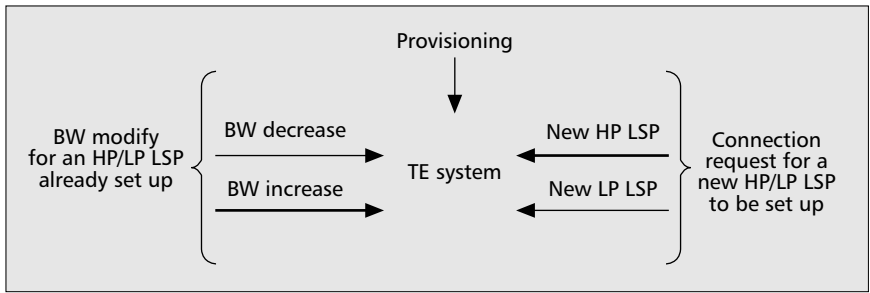 Provisioning
BW modify
for an HP/LP LSP
already set up
BW decrease
BW increase
TE system
New HP LSP
New LP LSP
Connection
request for a
new HP/LP LSP
to be set up